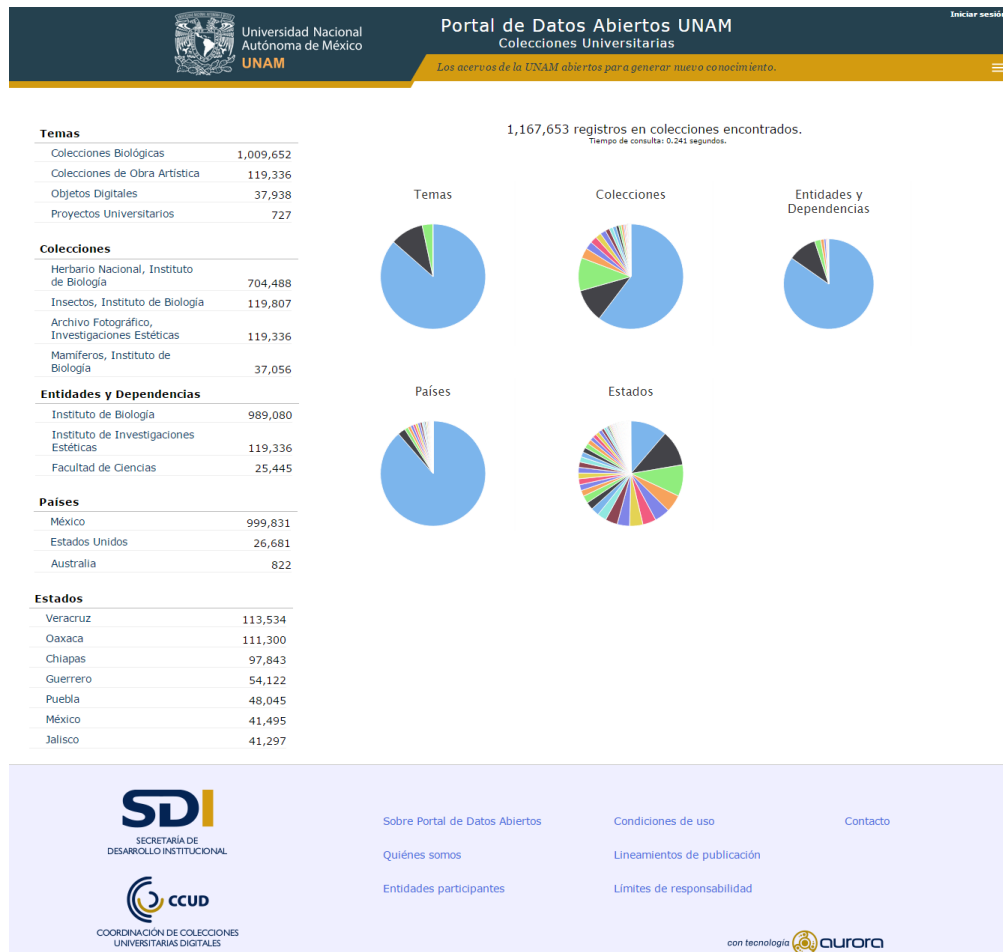 Universidad Nacional
Autónoma de México
UNAM
Portal de Datos Abiertos UNAM
Colecciones Universitarias
Iniciar sesión
Los acervos de la UNAM abiertos para generar nuevo conocimiento.
Temas
Colecciones Biológicas 1,009,652
Colecciones de Obra Artística 119,336
Objetos Digitales 37,938
Proyectos Universitarios 727
Colecciones
Herbario Nacional, Instituto
de Biología 704,488
Insectos, Instituto de Biología 119,807
Archivo Fotográfico,
Investigaciones Estéticas 119,336
Mamíferos, Instituto de
Biología 37,056
Entidades y Dependencias
Instituto de Biología 989,080
Instituto de Investigaciones
Estéticas 119,336
Facultad de Ciencias 25,445
Países
México 999,831
Estados Unidos 26,681
Australia 822
Estados
Veracruz 113,534
Oaxaca 111,300
Chiapas 97,843
Guerrero 54,122
Puebla 48,045
México 41,495
Jalisco 41,297
1,167,653 registros en colecciones encontrados.
Tiempo de consulta: 0.241 segundos.
Temas
Colecciones
Entidades y
Dependencias
Países
Estados
SDI
SECRETARÍA DE
DESARROLLO INSTITUCIONAL
CCUD
COORDINACIÓN DE COLECCIONES
UNIVERSITARIAS DIGITALES
Sobre Portal de Datos Abiertos
Quiénes somos
Entidades participantes
Condiciones de uso
Lineamientos de publicación
Límites de responsabilidad
Contacto
con tecnología aurora